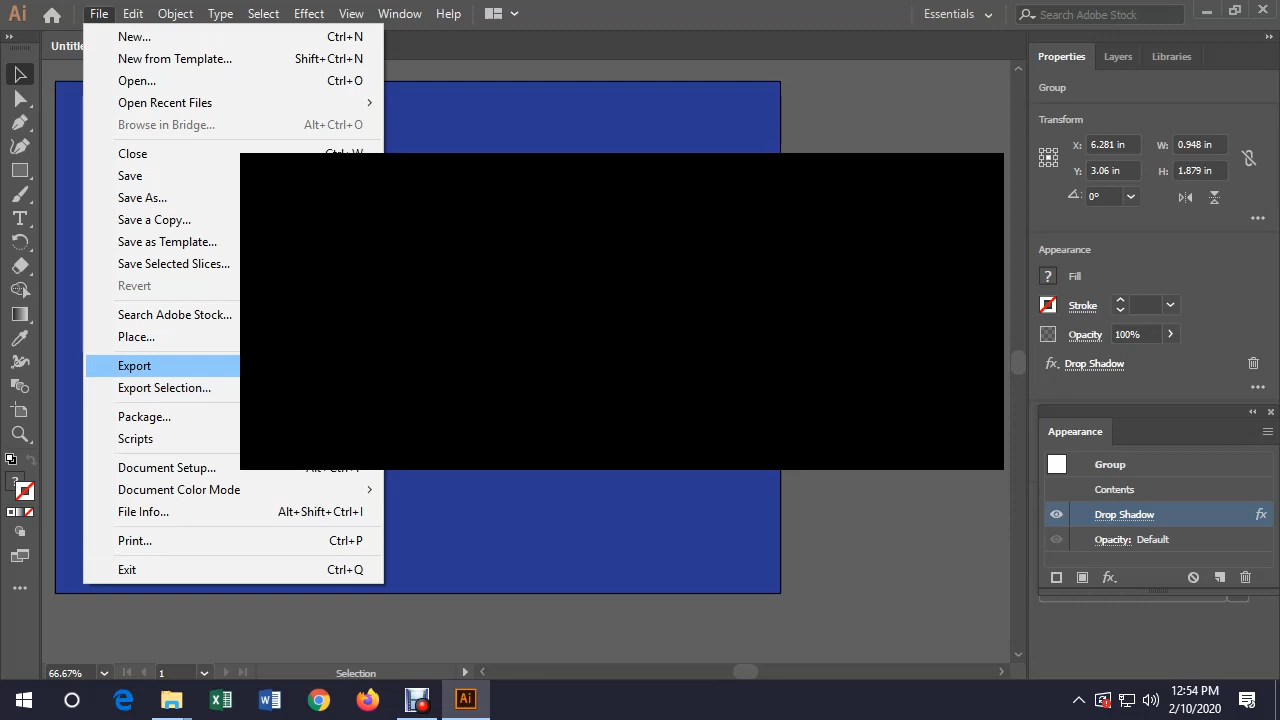 Ai File Edit Object Type Select Effect View Window Help Essentials Search Adobe Stock
New... Ctrl+N
New from Template... Shift+Ctrl+N
Open... Ctrl+O
Open Recent Files
Browse in Bridge... Alt+Ctrl+O
Close Ctrl+W
Save
Save As...
Save a Copy...
Save as Template...
Save Selected Slices...
Revert
Search Adobe Stock...
Place...
Export
Export Selection...
Package...
Scripts
Document Setup...
Document Color Mode
File Info... Alt+Shift+Ctrl+I
Print... Ctrl+P
Exit Ctrl+Q
Properties Layers Libraries
Group
Transform
X: 6.281 in W: 0.948 in
Y: 3.06 in H: 1.879 in
0°
Appearance
? Fill
Stroke
Opacity 100%
fx. Drop Shadow
Appearance
Group
Contents
Drop Shadow fx
Opacity: Default
fx.
66.67% 1 Selection
Ai 12:54 PM
2/10/2020